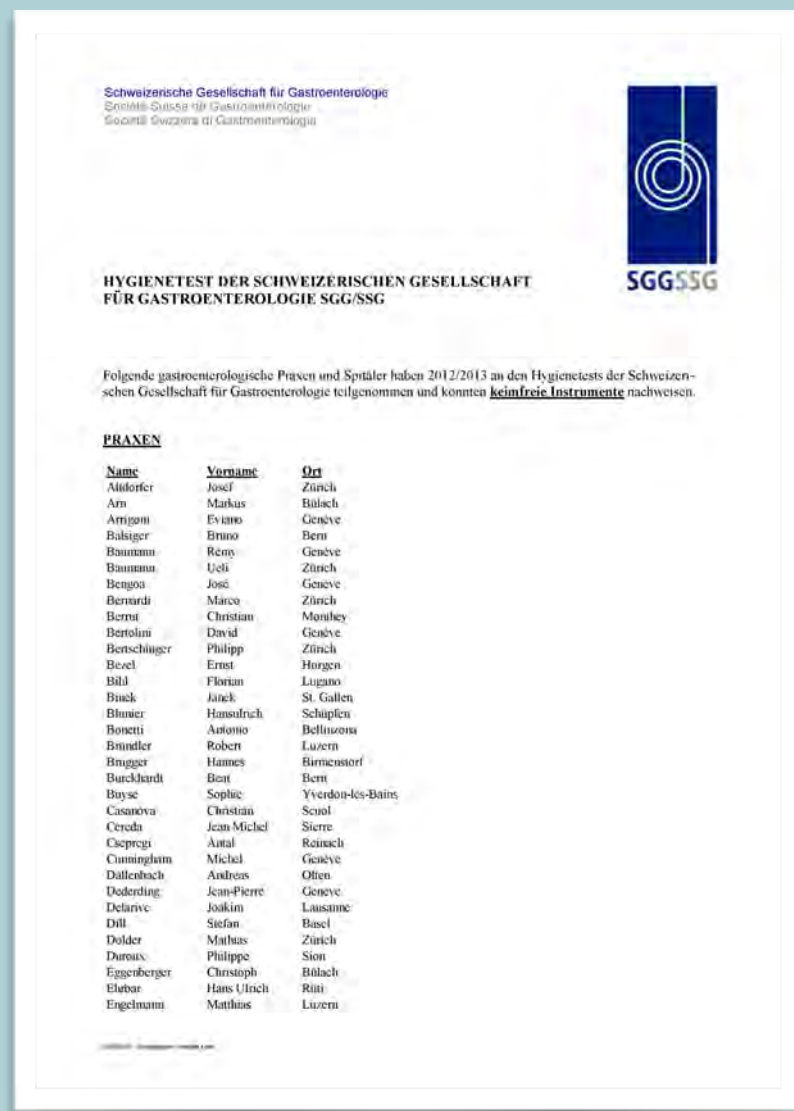 Schweizerische Gesellschaft für Gastroenterologie
Société Suisse de Gastroentérologie
Società Svizzera di Gastroenterologia
SGGSSG
HYGIENETEST DER SCHWEIZERISCHEN GESELLSCHAFT
FÜR GASTROENTEROLOGIE SGG/SSG
Folgende gastroenterologische Praxen und Spitäler haben 2012/2013 an den Hygienetests der Schweizeri-
schen Gesellschaft für Gastroenterologie teilgenommen und konnten keimfreie Instrumente nachweisen.
PRAXEN
Name Vorname Ort
Altdorfer Josef Zürich
Arn Markus Bülach
Arrigoni Eviano Genève
Balsiger Bruno Bern
Baumann Remy Genève
Baumann Ueli Zürich
Bengoa José Genève
Bernardi Marco Zürich
Christian Monthey
Bertolini David Genève
Bertschinger Philipp Zürich
Bezel Ernst Horgen
Bihl Florian Lugano
Binek Janek St. Gallen
Blunier Hansulrich Schüpfen
Bonetti Antonio Bellinzona
Brändler Robert Luzern
Brugger Hannes Birmenstorf
Burckhardt Beat Bern
Buyse Sophie Yverdon-les-Bains
Casanova Christian Scuol
Cereda Jean Michel Sierre
Csepregi Antal Reinach
Cunningham Michel Genève
Dällenbach Andreas Olten
Dederding Jean-Pierre Genève
Delarive Joakim Lausanne
Dill Stefan Basel
Dolder Mathias Zürich
Duroux Philippe Sion
Eggenberger Christoph Bülach
Hans Ulrich Rüti
Engelmann Matthias Luzern